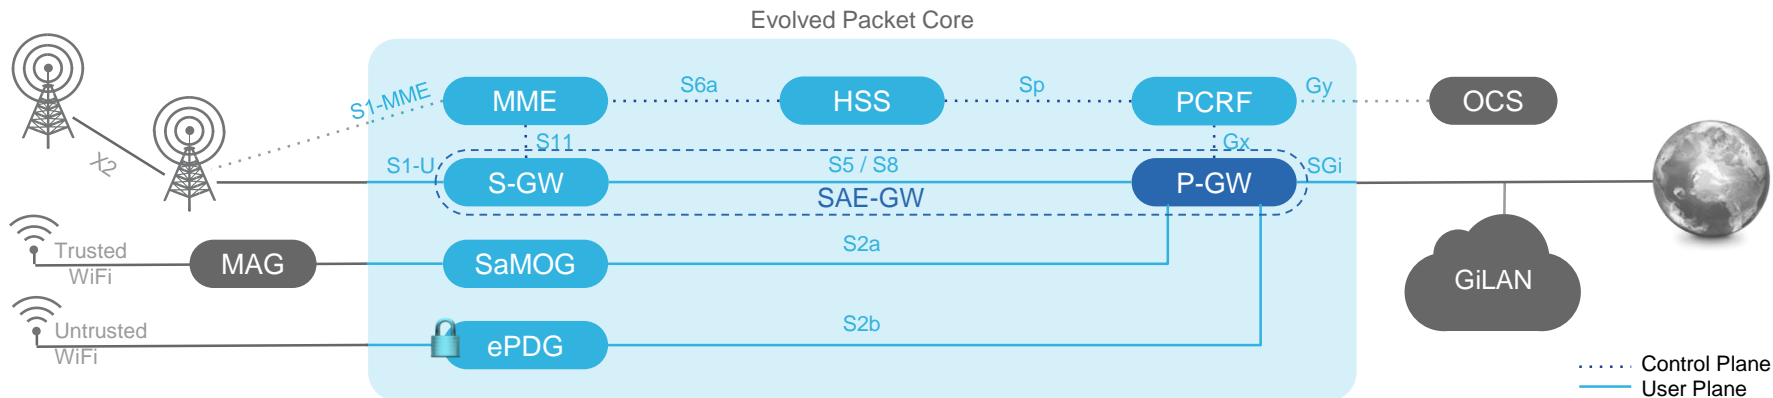 Evolved Packet Core
S1-MME
MME
S6a
HSS
Sp
PCRF
Gy
OCS
X2
S11
Gx
S1-U
S-GW
S5 / S8
P-GW
SGi
SAE-GW
Trusted
WiFi
MAG
SaMOG
S2a
GiLAN
Untrusted
WiFi
ePDG
S2b
Control Plane
User Plane